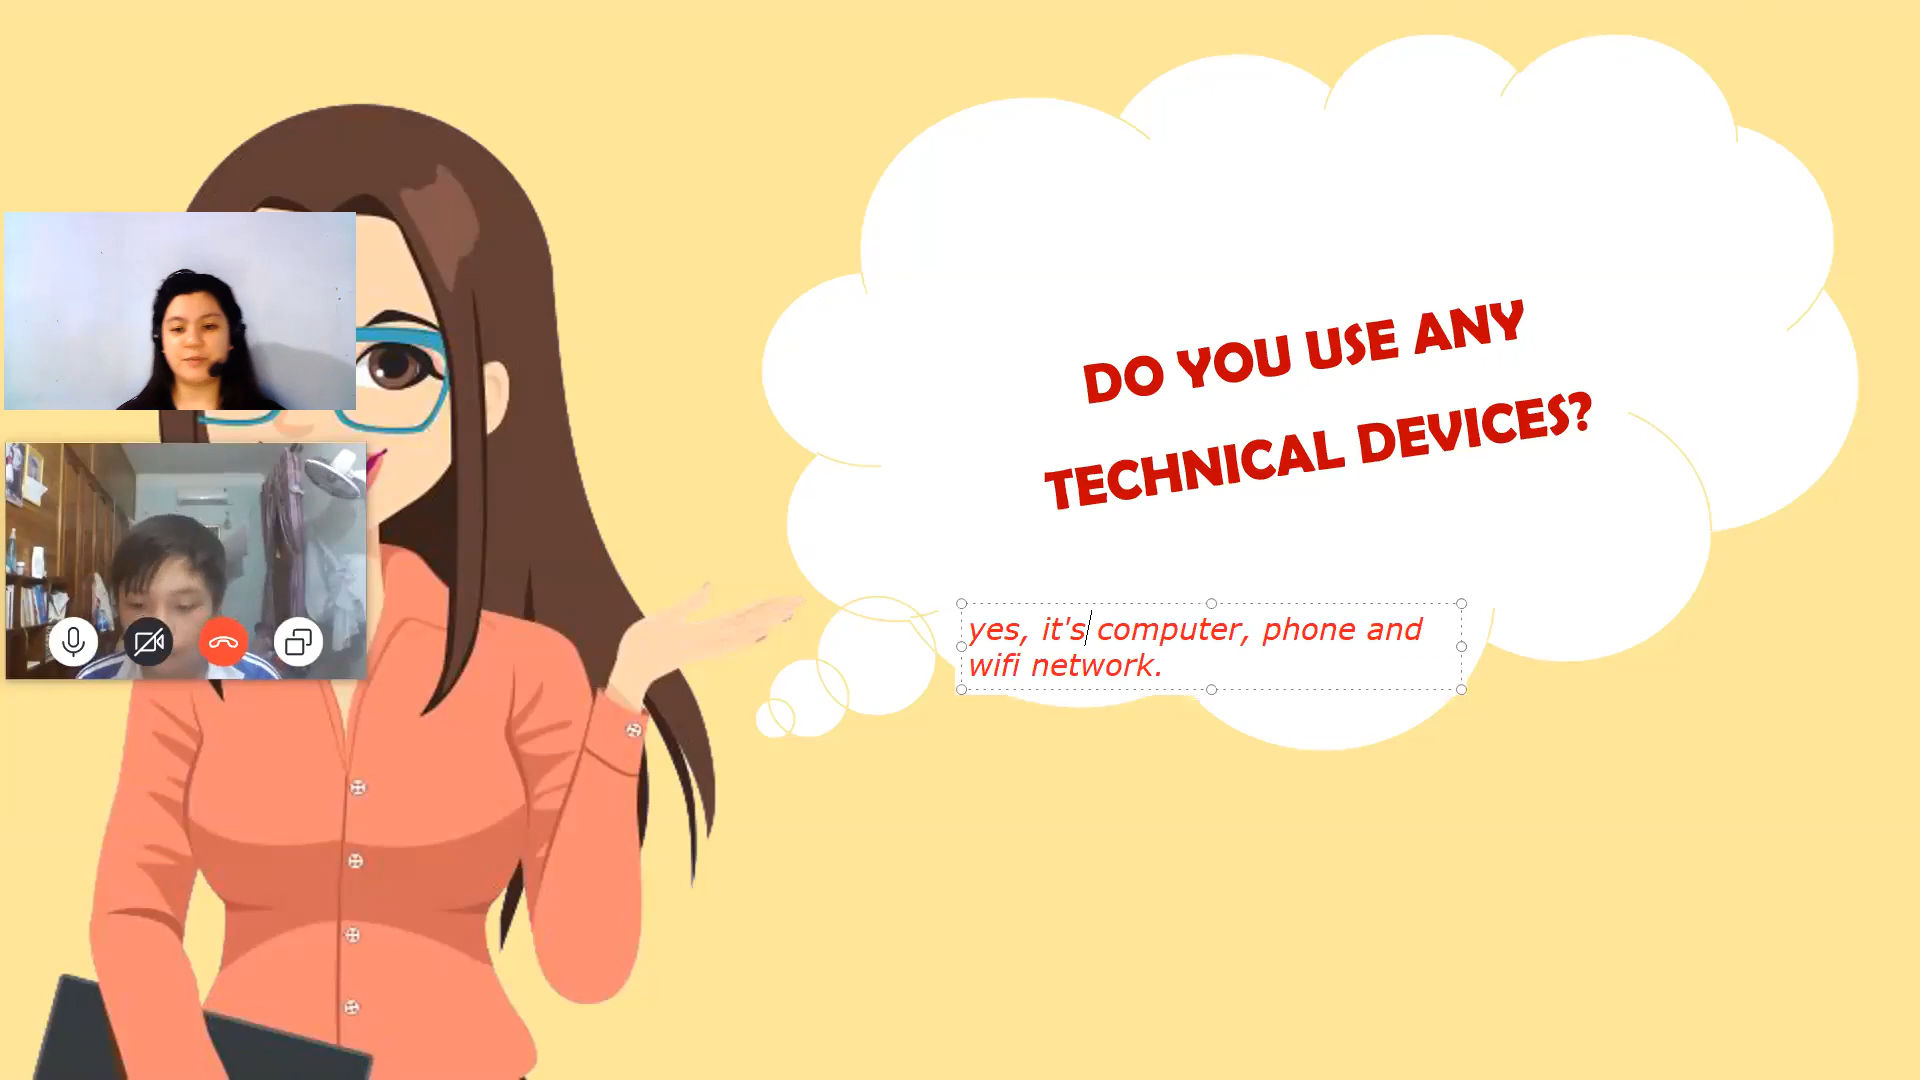 DO YOU USE ANY
TECHNICAL DEVICES?
yes, it's computer, phone and
wifi network.